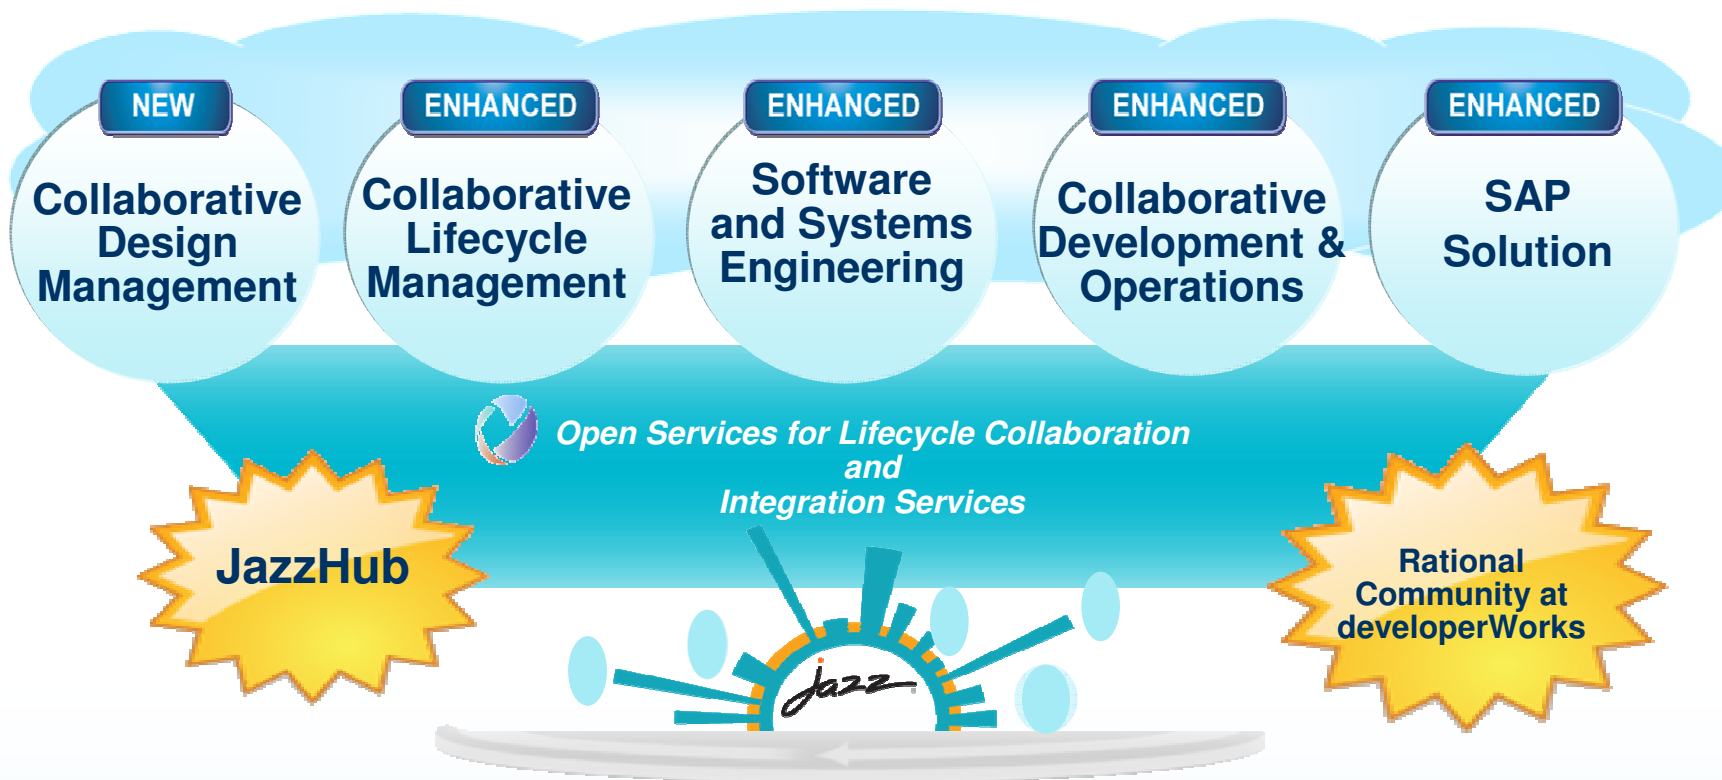 NEW
Collaborative
Design
Management
ENHANCED
Collaborative
Lifecycle
Management
ENHANCED
Software
and Systems
Engineering
ENHANCED
Collaborative
Development &
Operations
ENHANCED
SAP
Solution
Open Services for Lifecycle Collaboration
and
Integration Services
JazzHub
Rational
Community at
developerWorks
jazz